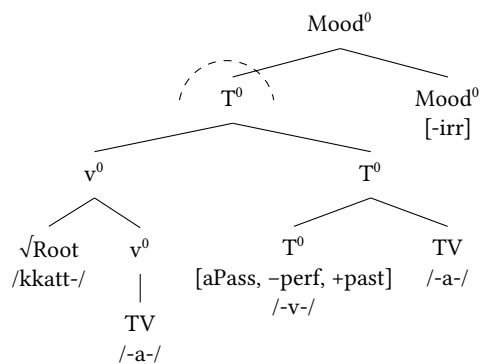 Mood⁰
T⁰ Mood⁰
[-irr]
v⁰ T⁰
√Root v⁰ T⁰ TV
/kkatt-/ [aPass, –perf, +past] /-a-/
/-v-/
TV
/-a-/